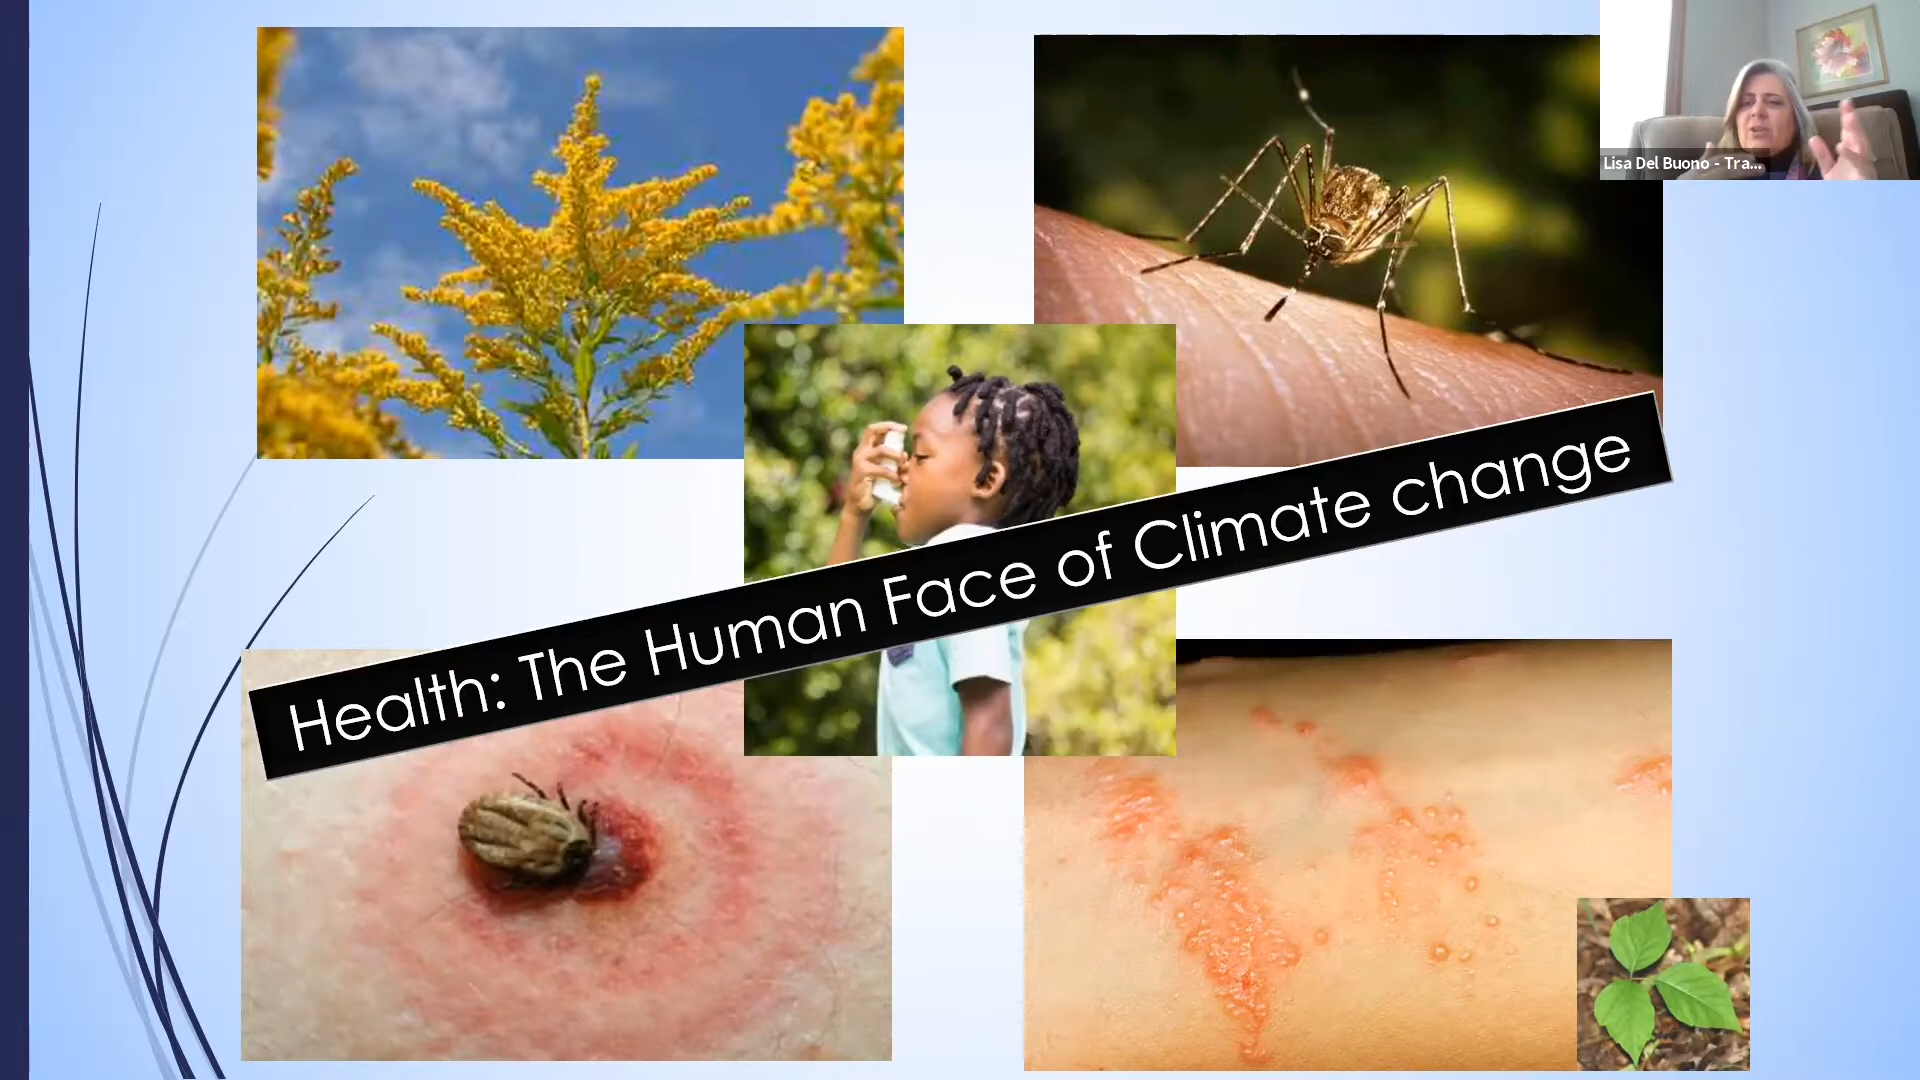 Lisa Del Buono - Tra...
Health: The Human Face of Climate change